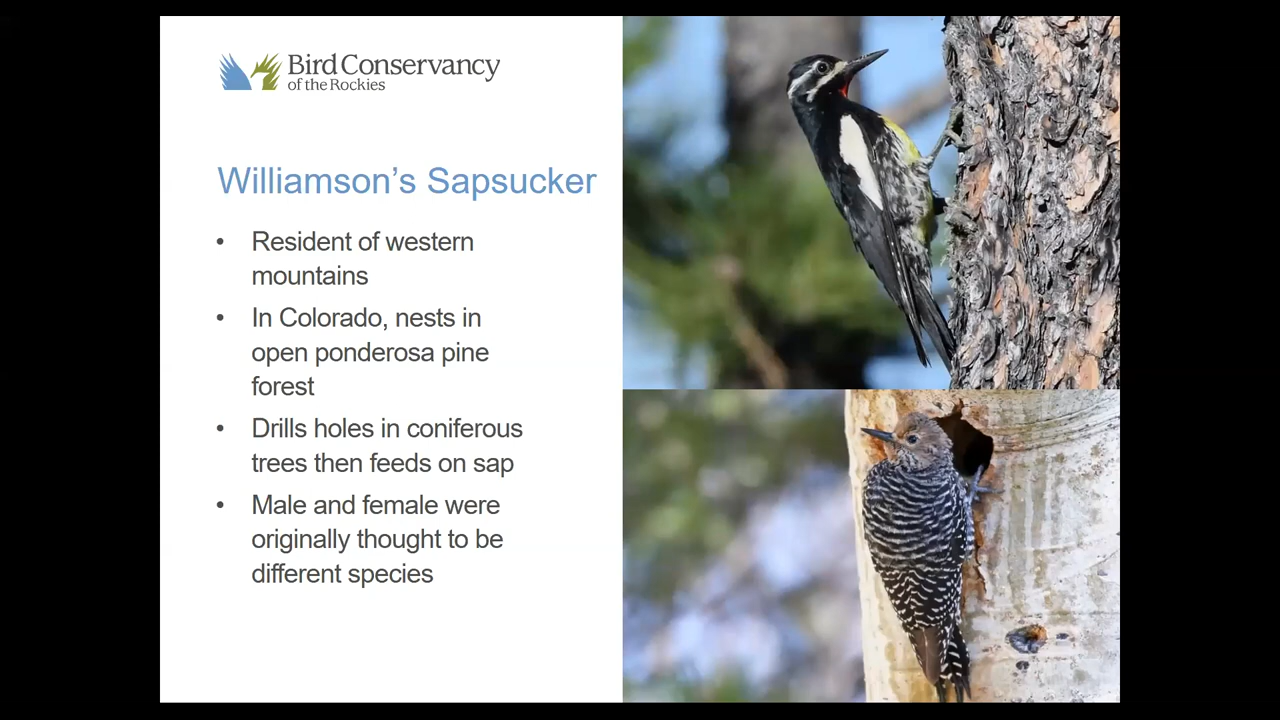 Bird Conservancy
of the Rockies
Williamson’s Sapsucker
• Resident of western
mountains
• In Colorado, nests in
open ponderosa pine
forest
• Drills holes in coniferous
trees then feeds on sap
• Male and female were
originally thought to be
different species